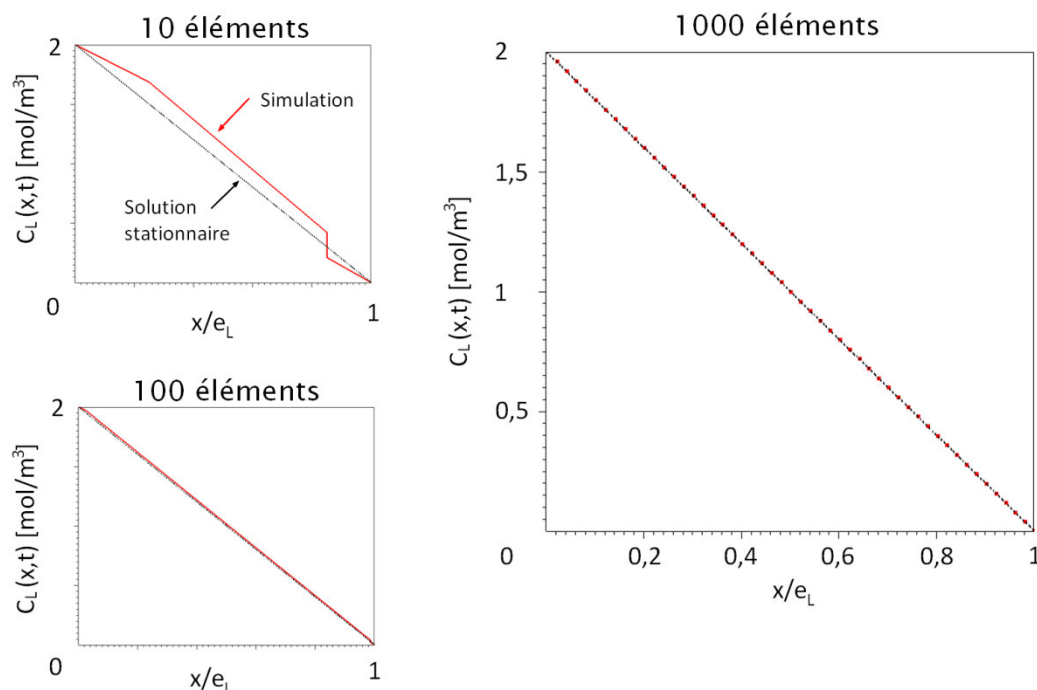 10 éléments
2
C_L(x,t) [mol/m³]
Simulation
Solution
stationnaire
0
1
x/e_L
100 éléments
2
C_L(x,t) [mol/m³]
0
1
x/e_L
1000 éléments
2
1,5
1
0,5
C_L(x,t) [mol/m³]
0
0,2
0,4
0,6
0,8
1
x/e_L